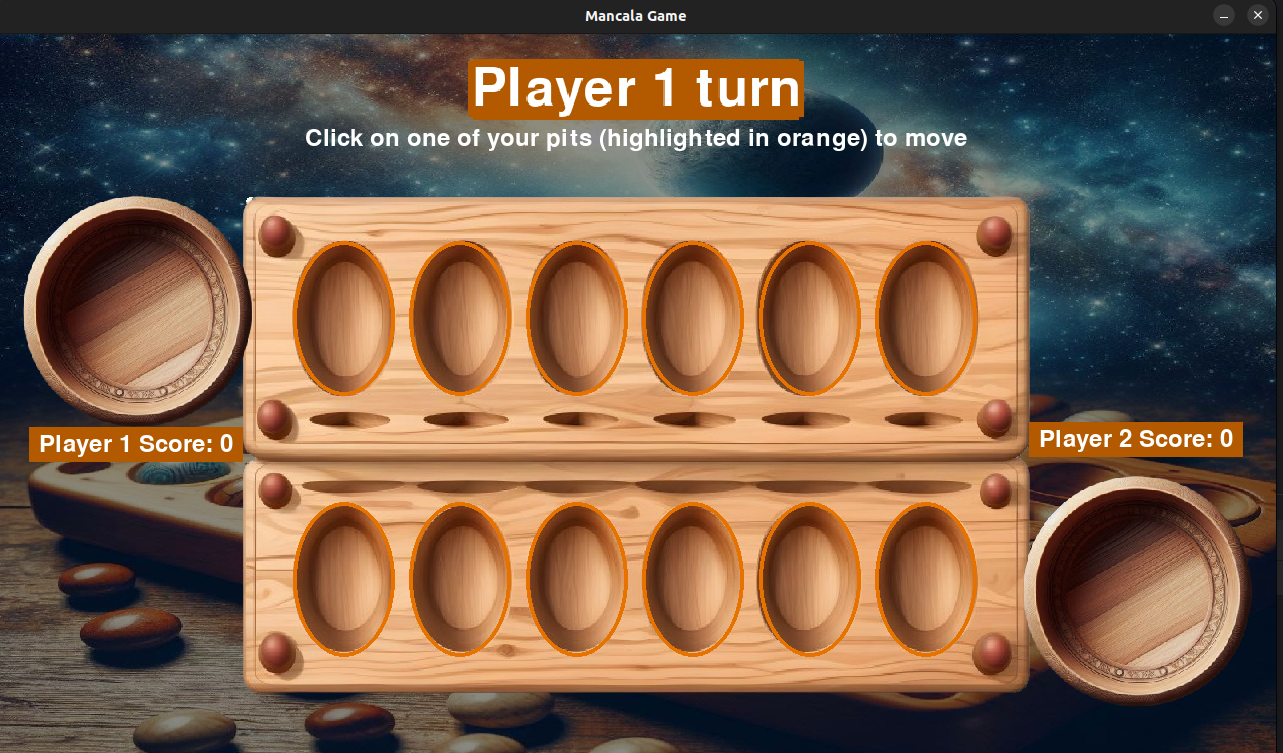 Mancala Game
Player 1 turn
Click on one of your pits (highlighted in orange) to move
Player 1 Score: 0
Player 2 Score: 0